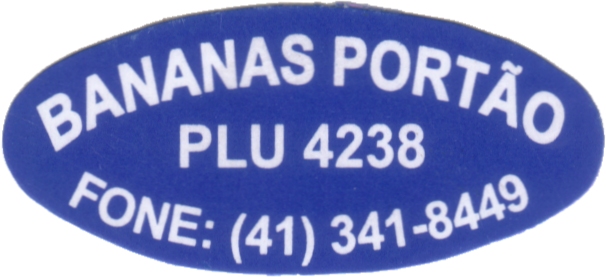 BANANAS PORTÃO
PLU 4238
FONE: (41) 341-8449